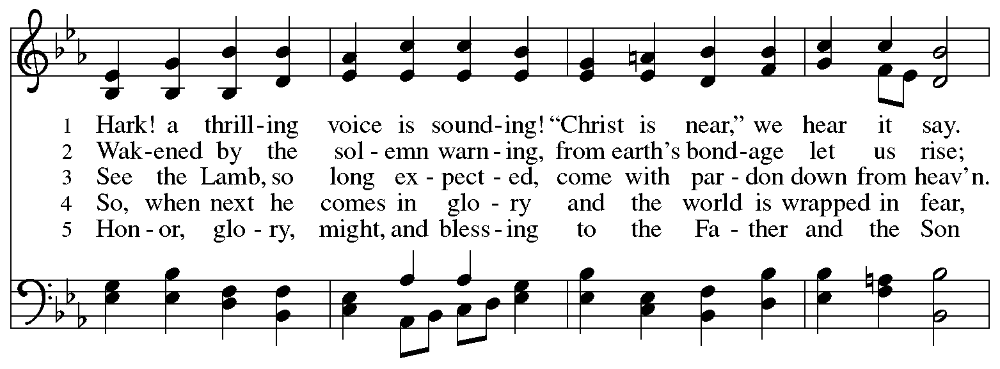 1 Hark! a thrill-ing voice is sound-ing! “Christ is near,” we hear it say.
2 Wak-ened by the sol-emn warn-ing, from earth’s bond-age let us rise;
3 See the Lamb, so long ex-pect-ed, come with par-don down from heav’n.
4 So, when next he comes in glo-ry and the world is wrapped in fear,
5 Hon-or, glo-ry, might, and bless-ing to the Fa-ther and the Son